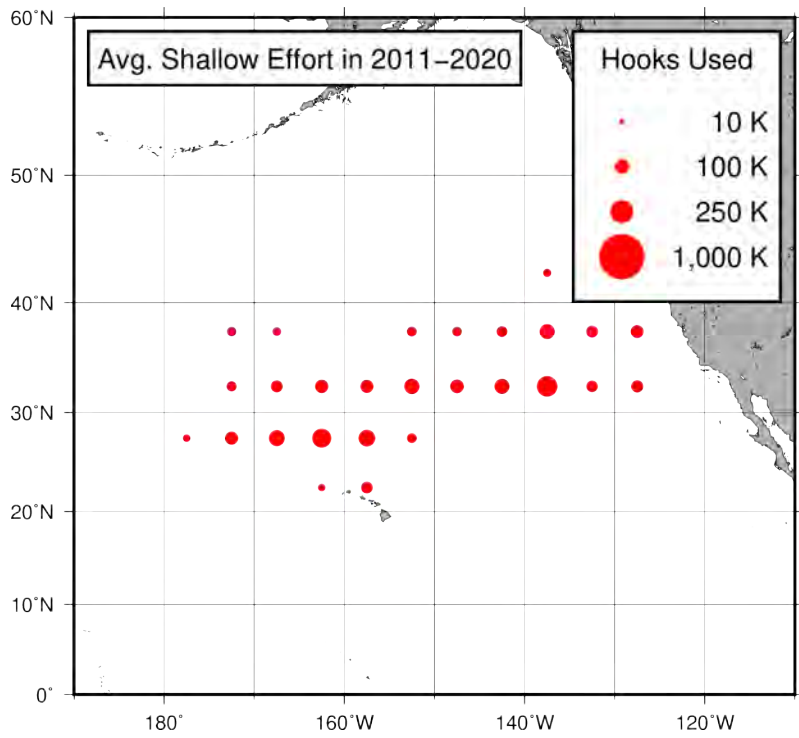 60˚N
Avg. Shallow Effort in 2011–2020
Hooks Used
10 K
100 K
250 K
1,000 K
50˚N
40˚N
30˚N
20˚N
10˚N
0˚
180˚
160˚W
140˚W
120˚W